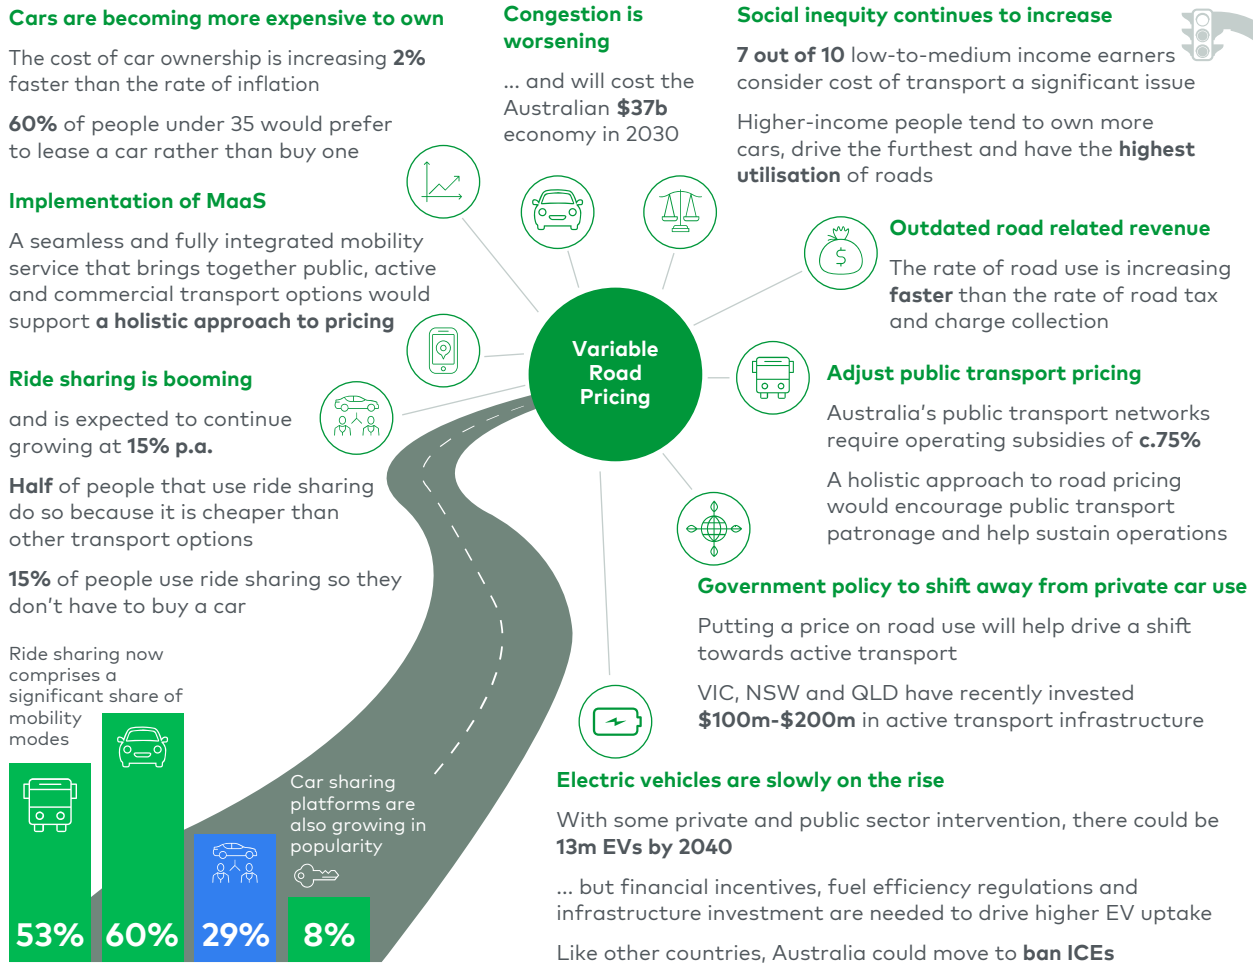 Cars are becoming more expensive to own
The cost of car ownership is increasing 2%
faster than the rate of inflation
60% of people under 35 would prefer
to lease a car rather than buy one
Congestion is
worsening
... and will cost the
Australian $37b
economy in 2030
Social inequity continues to increase
7 out of 10 low-to-medium income earners
consider cost of transport a significant issue
Higher-income people tend to own more
cars, drive the furthest and have the highest
utilisation of roads
Implementation of MaaS
A seamless and fully integrated mobility
service that brings together public, active
and commercial transport options would
support a holistic approach to pricing
Outdated road related revenue
The rate of road use is increasing
faster than the rate of road tax
and charge collection
$
Variable
Road
Pricing
Ride sharing is booming
and is expected to continue
growing at 15% p.a.
Half of people that use ride sharing
do so because it is cheaper than
other transport options
15% of people use ride sharing so they
don't have to buy a car
Adjust public transport pricing
Australia's public transport networks
require operating subsidies of c.75%
A holistic approach to road pricing
would encourage public transport
patronage and help sustain operations
Government policy to shift away from private car use
Putting a price on road use will help drive a shift
towards active transport
VIC, NSW and QLD have recently invested
$100m-$200m in active transport infrastructure
Ride sharing now
comprises a
significant share of
mobility
modes
Car sharing
platforms are
also growing in
popularity
53%
60%
29%
8%
Electric vehicles are slowly on the rise
With some private and public sector intervention, there could be
13m EVs by 2040
... but financial incentives, fuel efficiency regulations and
infrastructure investment are needed to drive higher EV uptake
Like other countries, Australia could move to ban ICEs